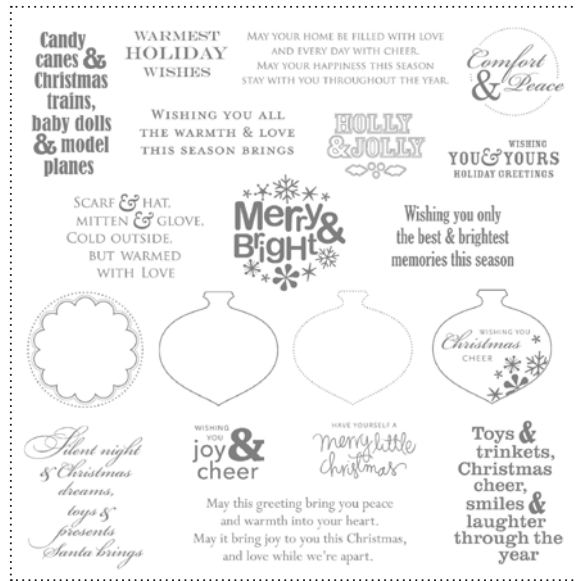 Candy
canes &
Christmas
trains,
baby dolls
& model
planes
WARMEST
HOLIDAY
WISHES
MAY YOUR HOME BE FILLED WITH LOVE
AND EVERY DAY WITH CHEER.
MAY YOUR HAPPINESS THIS SEASON
STAY WITH YOU THROUGHOUT THE YEAR.
Comfort
& Peace
WISHING YOU ALL
THE WARMTH & LOVE
THIS SEASON BRINGS
HOLLY
&JOLLY
WISHING
YOU&YOURS
HOLIDAY GREETINGS
SCARF & HAT,
MITTEN & GLOVE,
COLD OUTSIDE,
BUT WARMED
WITH LOVE
Merry&
Bright
Wishing you only
the best & brightest
memories this season
WISHING YOU
Christmas
CHEER
Silent night
& Christmas
dreams,
toys &
presents
Santa brings
WISHING
YOU
joy &
cheer
HAVE YOURSELF A
merry little
christmas
Toys &
trinkets,
Christmas
cheer,
smiles &
laughter
through the
year
May this greeting bring you peace
and warmth into your heart.
May it bring joy to you this Christmas,
and love while we're apart.